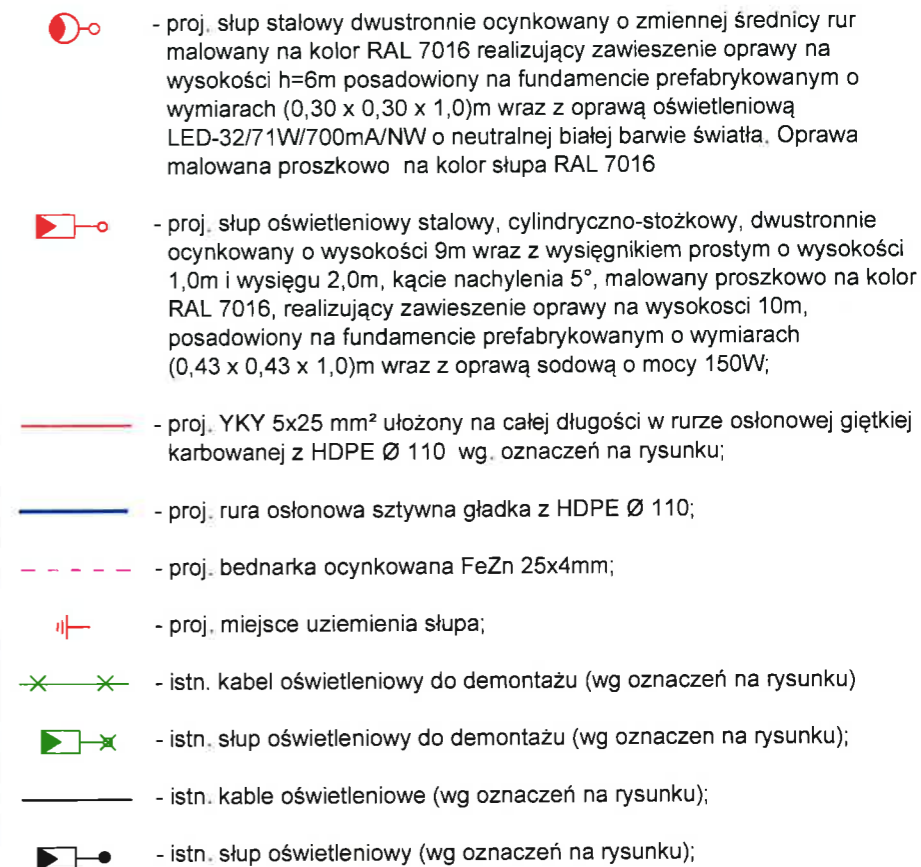 - proj. słup stalowy dwustronnie ocynkowany o zmiennej średnicy rur
malowany na kolor RAL 7016 realizujący zawieszenie oprawy na
wysokości h=6m posadowiony na fundamencie prefabrykowanym o
wymiarach (0,30 x 0,30 x 1,0)m wraz z oprawą oświetleniową
LED-32/71W/700mA/NW o neutralnej białej barwie światła. Oprawa
malowana proszkowo na kolor słupa RAL 7016
- proj. słup oświetleniowy stalowy, cylindryczno-stożkowy, dwustronnie
ocynkowany o wysokości 9m wraz z wysięgnikiem prostym o wysokości
1,0m i wysięgu 2,0m, kącie nachylenia 5°, malowany proszkowo na kolor
RAL 7016, realizujący zawieszenie oprawy na wysokosci 10m,
posadowiony na fundamencie prefabrykowanym o wymiarach
(0,43 x 0,43 x 1,0)m wraz z oprawą sodową o mocy 150W;
- proj. YKY 5x25 mm² ułożony na całej długości w rurze osłonowej giętkiej
karbowanej z HDPE Ø 110 wg. oznaczeń na rysunku;
- proj. rura osłonowa sztywna gładka z HDPE Ø 110;
- proj. bednarka ocynkowana FeZn 25x4mm;
- proj. miejsce uziemienia słupa;
- istn. kabel oświetleniowy do demontażu (wg oznaczeń na rysunku)
- istn. słup oświetleniowy do demontażu (wg oznaczen na rysunku);
- istn. kable oświetleniowe (wg oznaczeń na rysunku);
- istn. słup oświetleniowy (wg oznaczeń na rysunku);